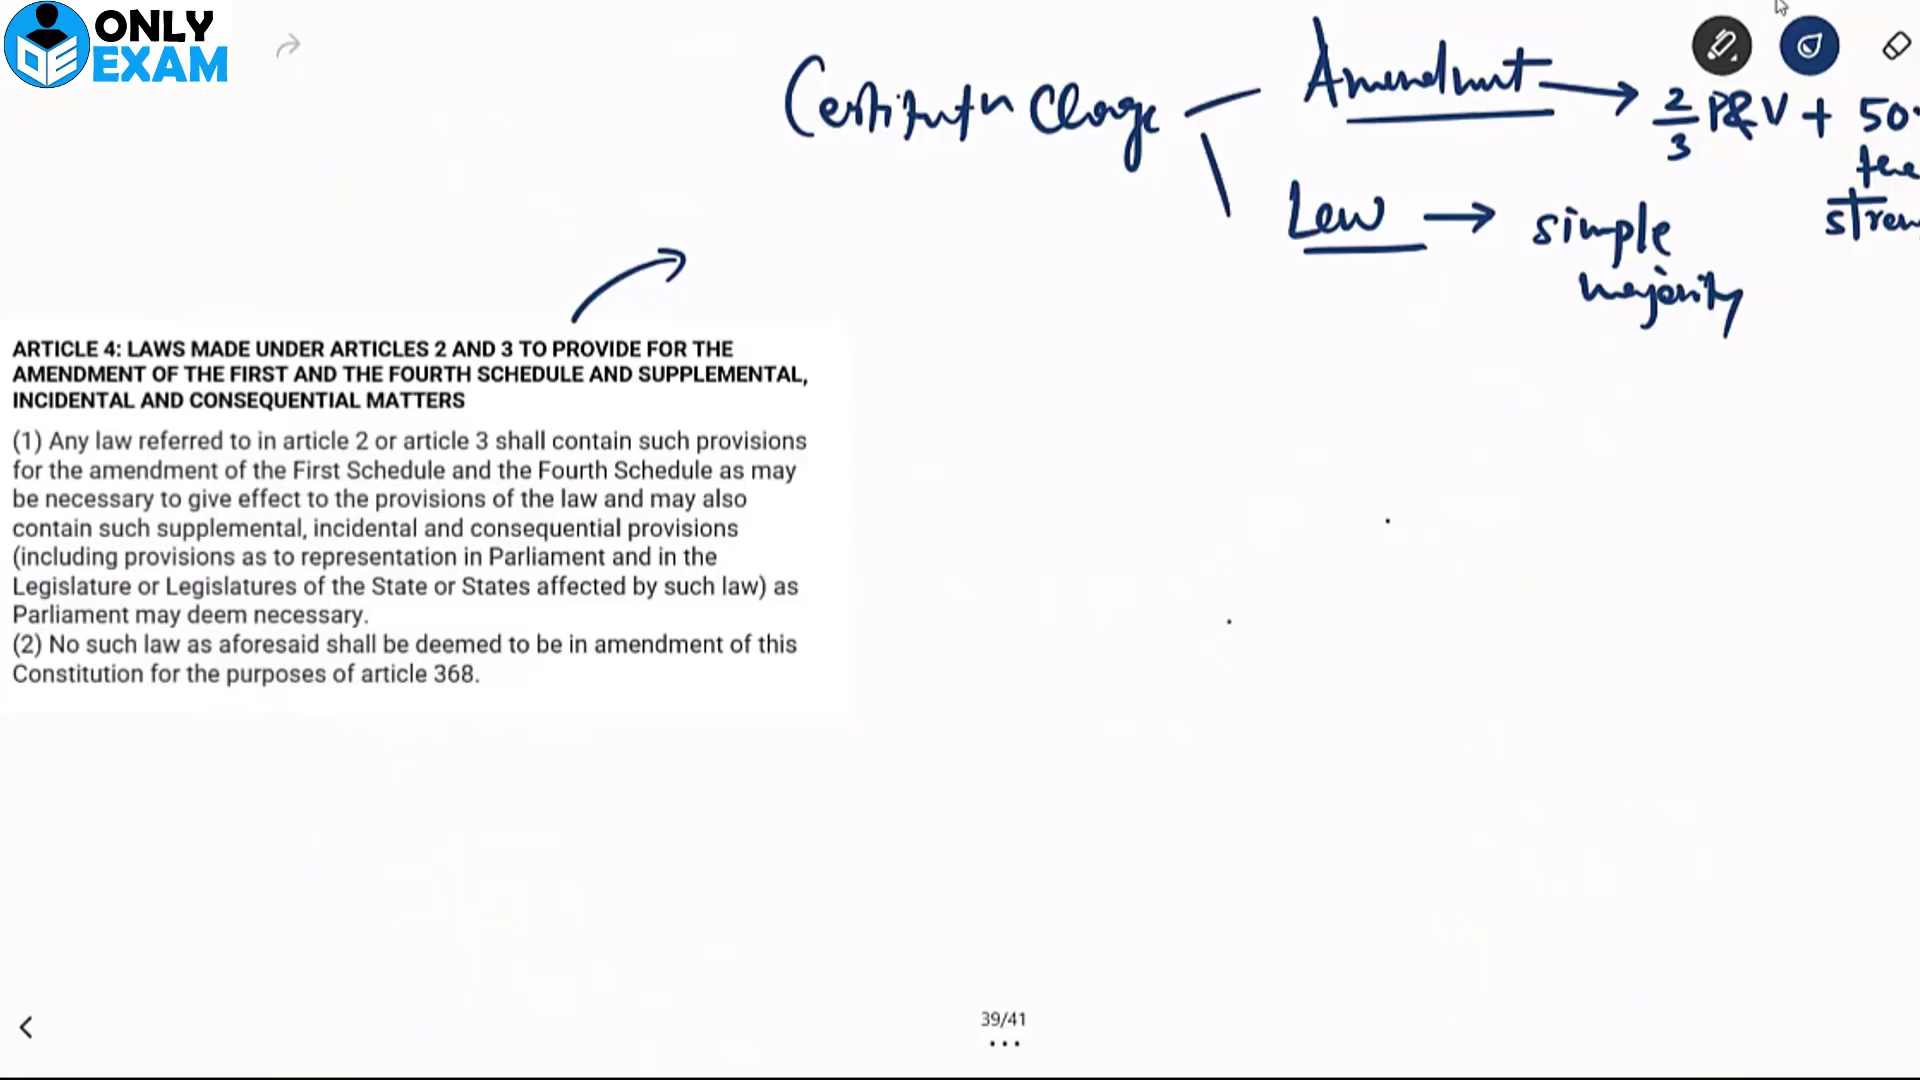 ONLY
EXAM
Constitutn Change
Amendment
2/3 P&V + 50
the
Law
simple
majority
ARTICLE 4: LAWS MADE UNDER ARTICLES 2 AND 3 TO PROVIDE FOR THE
AMENDMENT OF THE FIRST AND THE FOURTH SCHEDULE AND SUPPLEMENTAL,
INCIDENTAL AND CONSEQUENTIAL MATTERS
(1) Any law referred to in article 2 or article 3 shall contain such provisions
for the amendment of the First Schedule and the Fourth Schedule as may
be necessary to give effect to the provisions of the law and may also
contain such supplemental, incidental and consequential provisions
(including provisions as to representation in Parliament and in the
Legislature or Legislatures of the State or States affected by such law) as
Parliament may deem necessary.
(2) No such law as aforesaid shall be deemed to be in amendment of this
Constitution for the purposes of article 368.
39/41